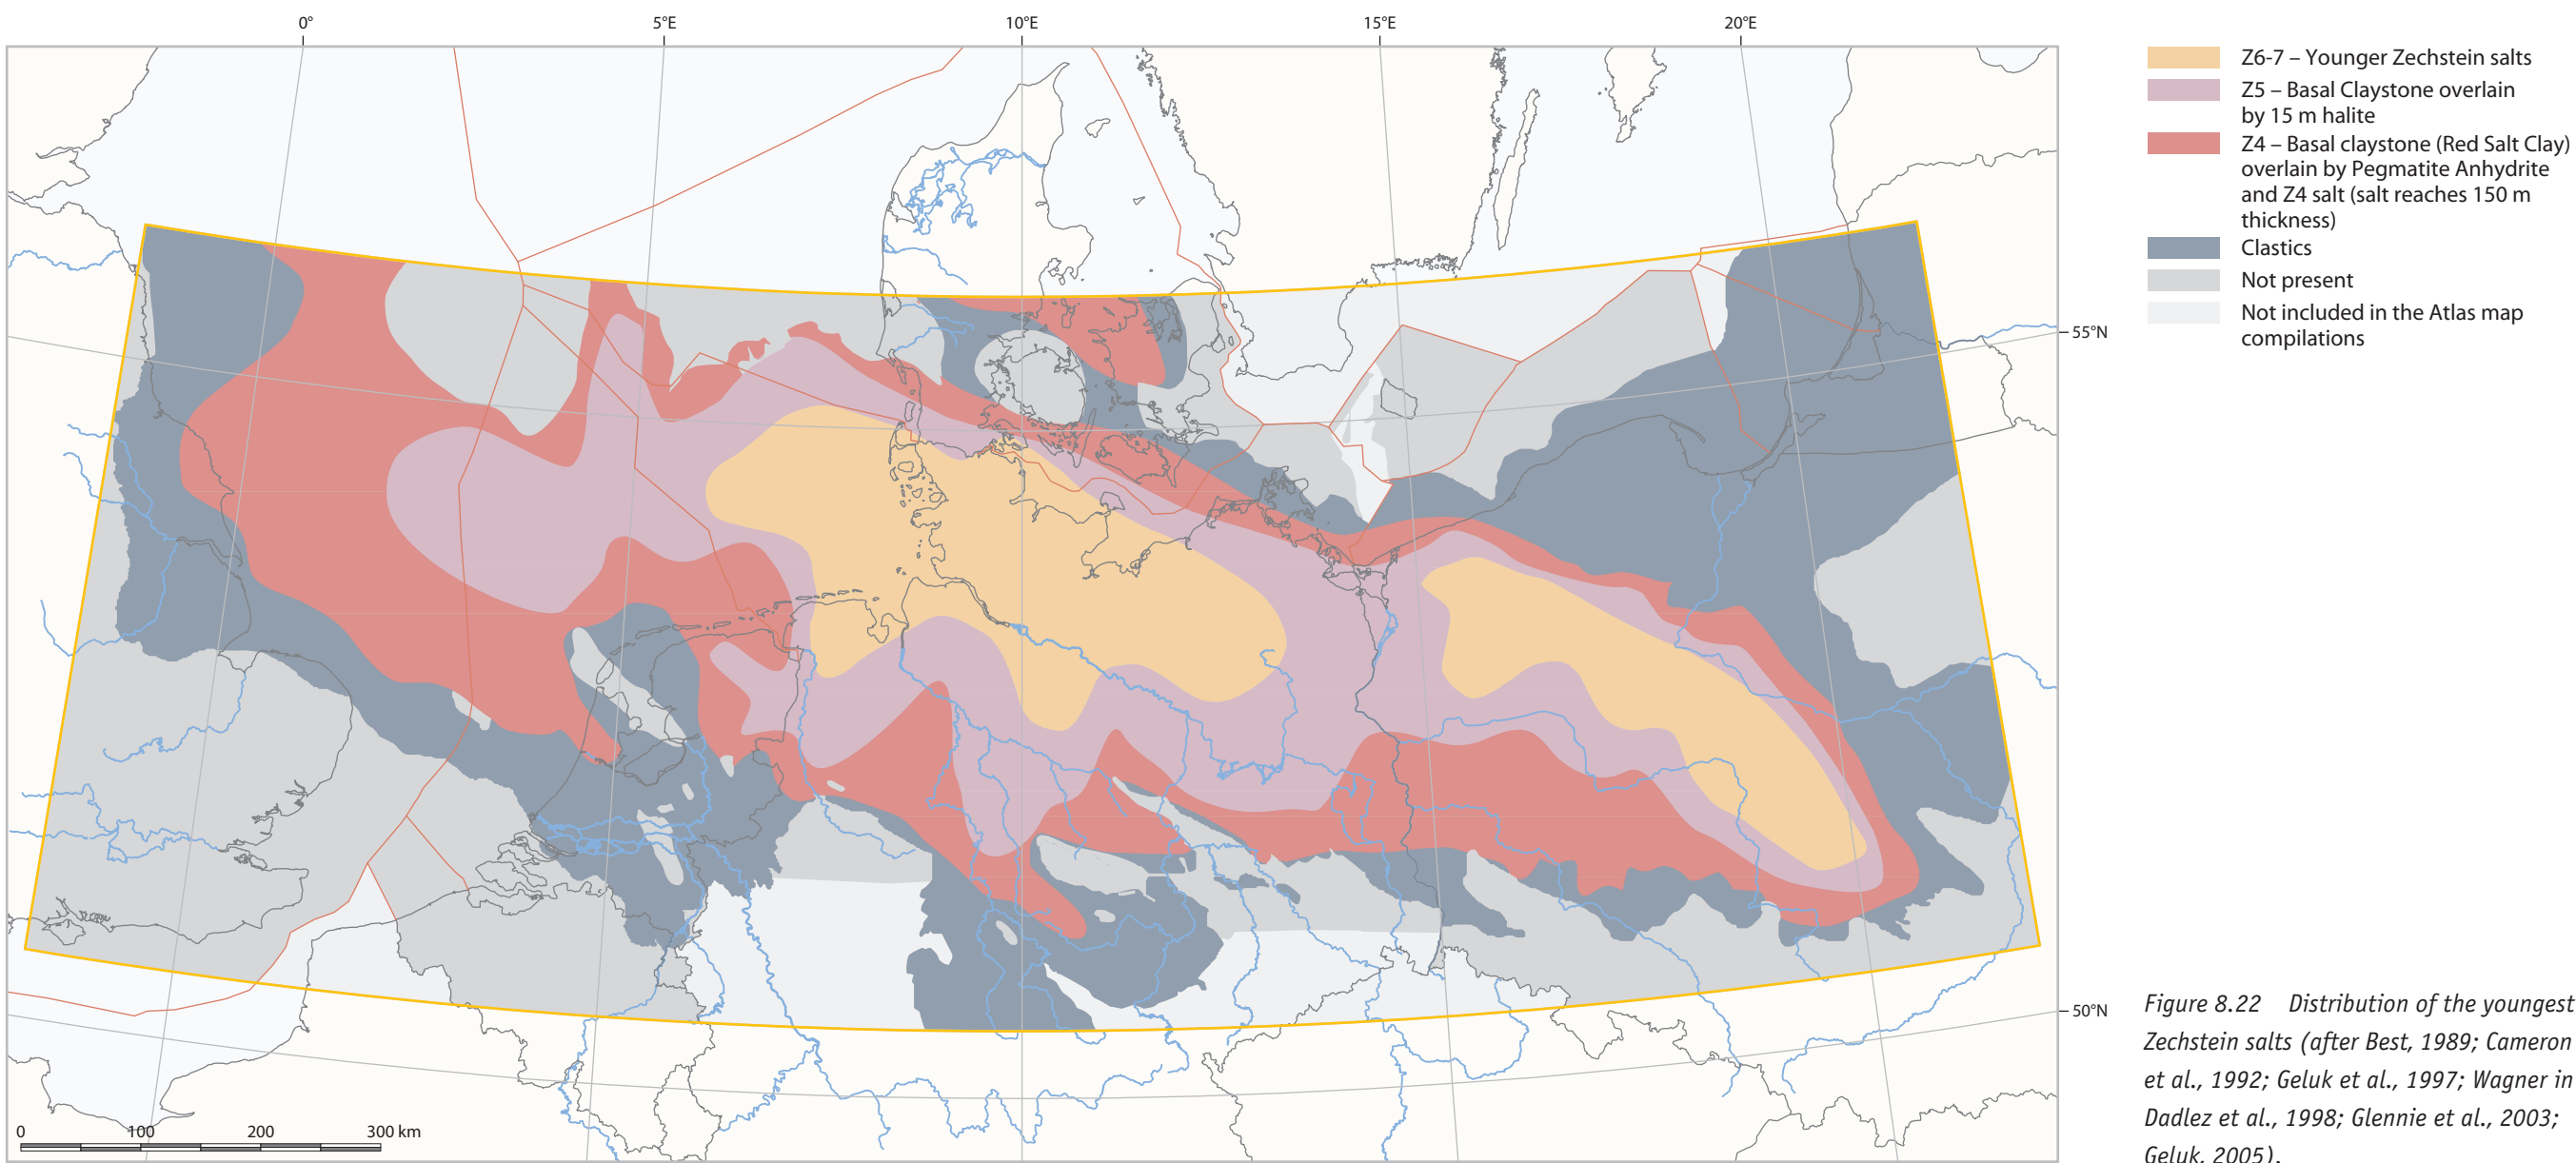 0°
5°E
10°E
15°E
20°E
Z6-7 – Younger Zechstein salts
Z5 – Basal Claystone overlain
by 15 m halite
Z4 – Basal claystone (Red Salt Clay)
overlain by Pegmatite Anhydrite
and Z4 salt (salt reaches 150 m
thickness)
Clastics
Not present
Not included in the Atlas map
compilations
55°N
50°N
0
100
200
300 km
Figure 8.22 Distribution of the youngest
Zechstein salts (after Best, 1989; Cameron
et al., 1992; Geluk et al., 1997; Wagner in
Dadlez et al., 1998; Glennie et al., 2003;
Geluk, 2005).